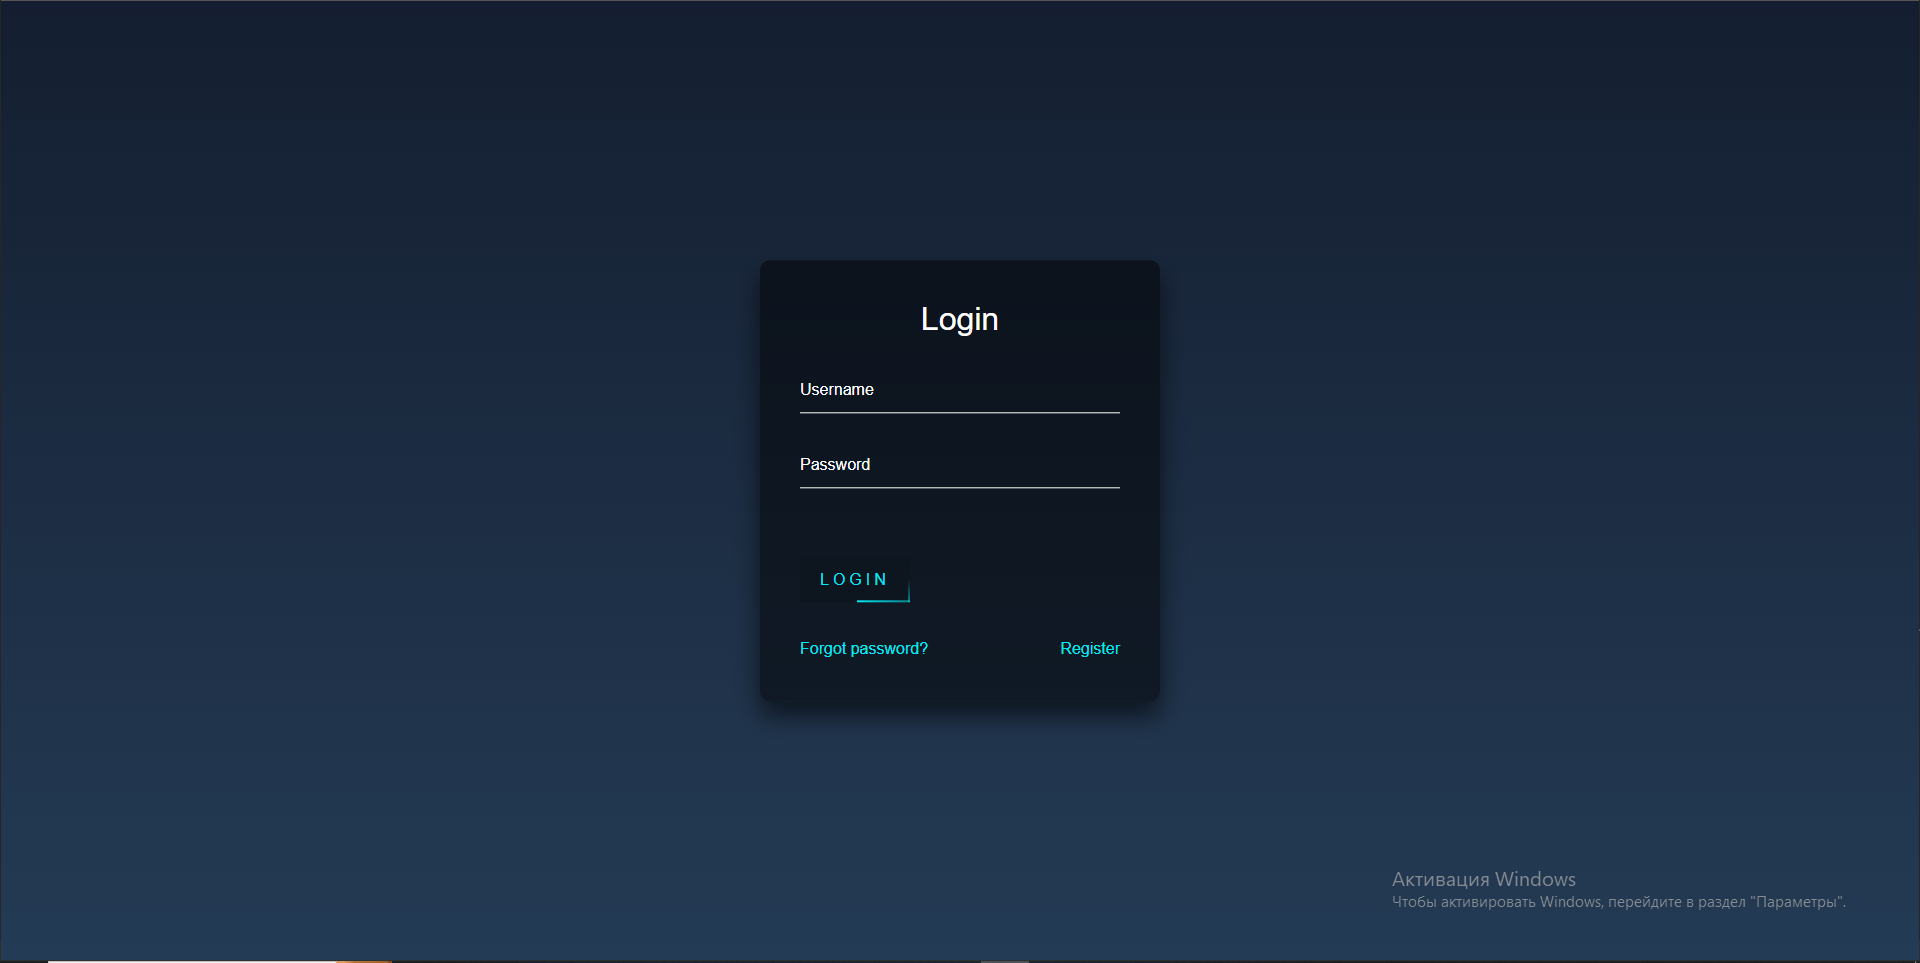 Login
Username
Password
LOGIN
Forgot password? Register
Активация Windows
Чтобы активировать Windows, перейдите в раздел "Параметры".